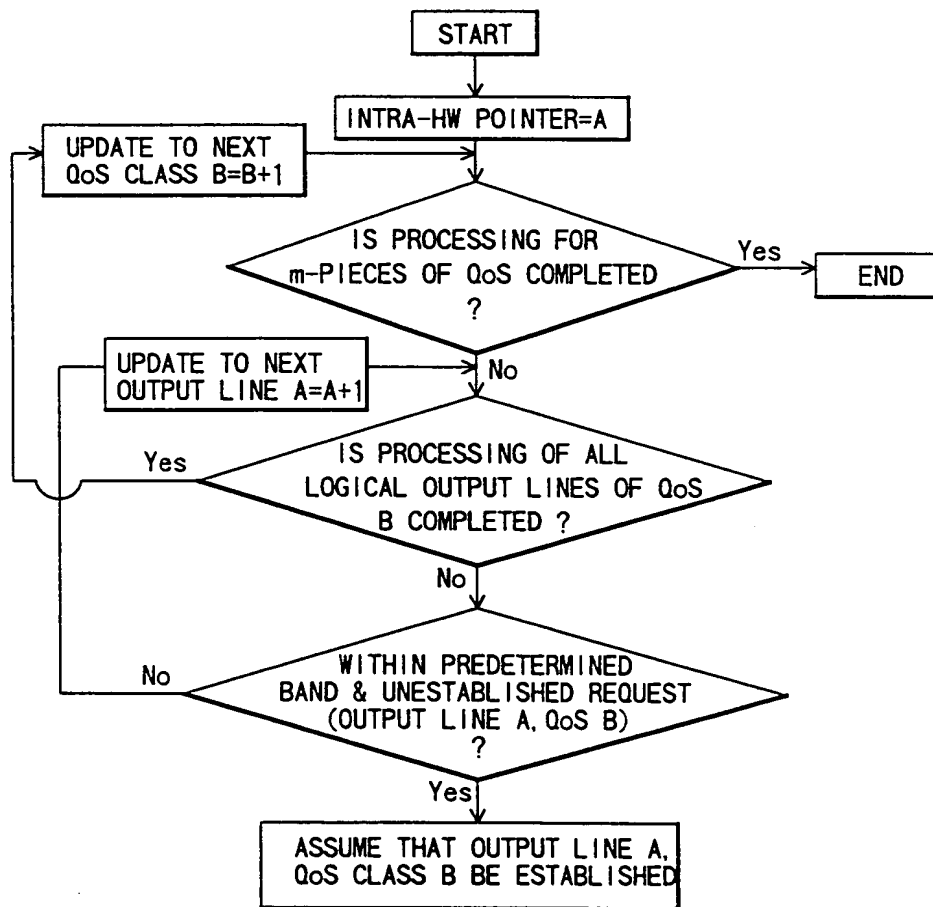 START
INTRA-HW POINTER=A
UPDATE TO NEXT
QoS CLASS B=B+1
IS PROCESSING FOR
m-PIECES OF QoS COMPLETED
?
Yes
END
No
UPDATE TO NEXT
OUTPUT LINE A=A+1
IS PROCESSING OF ALL
LOGICAL OUTPUT LINES OF QoS
B COMPLETED ?
Yes
No
WITHIN PREDETERMINED
BAND & UNESTABLISHED REQUEST
(OUTPUT LINE A, QoS B)
?
No
Yes
ASSUME THAT OUTPUT LINE A,
QoS CLASS B BE ESTABLISHED